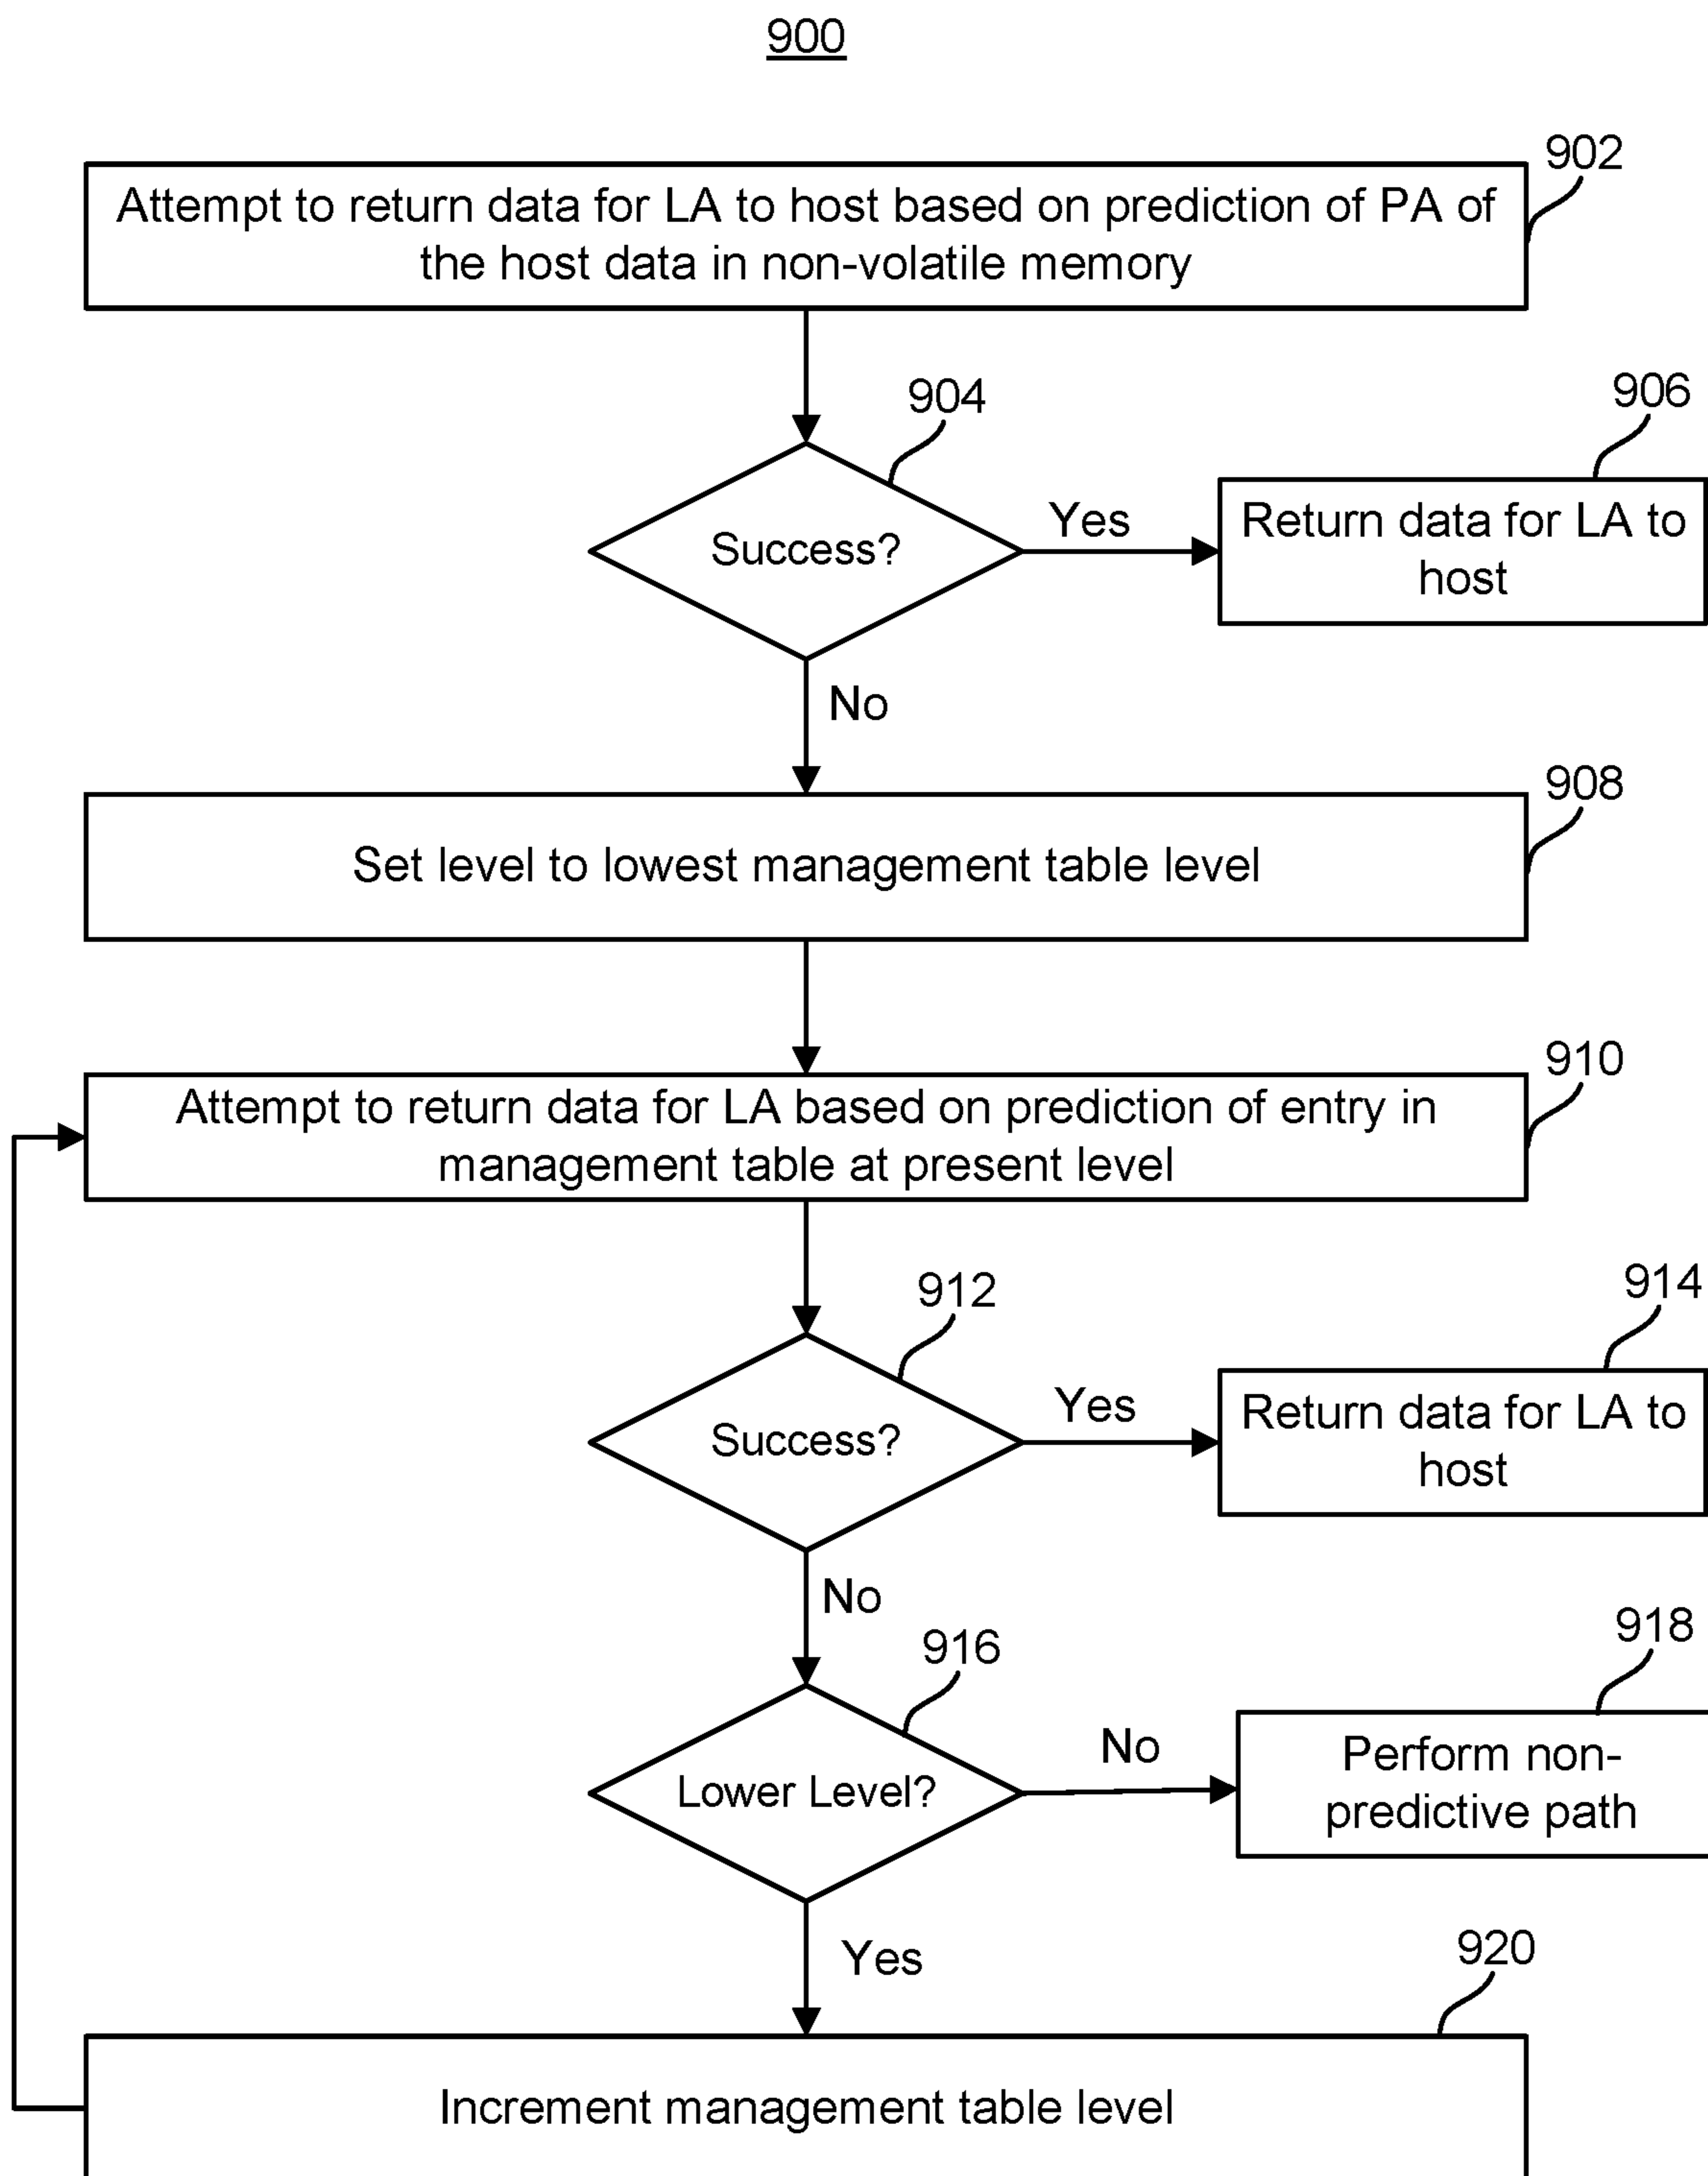 900
902
Attempt to return data for LA to host based on prediction of PA of
the host data in non-volatile memory
904
906
Success?
Yes
Return data for LA to
host
No
908
Set level to lowest management table level
910
Attempt to return data for LA based on prediction of entry in
management table at present level
912
914
Success?
Yes
Return data for LA to
host
No
916
918
Lower Level?
No
Perform non-
predictive path
Yes
920
Increment management table level